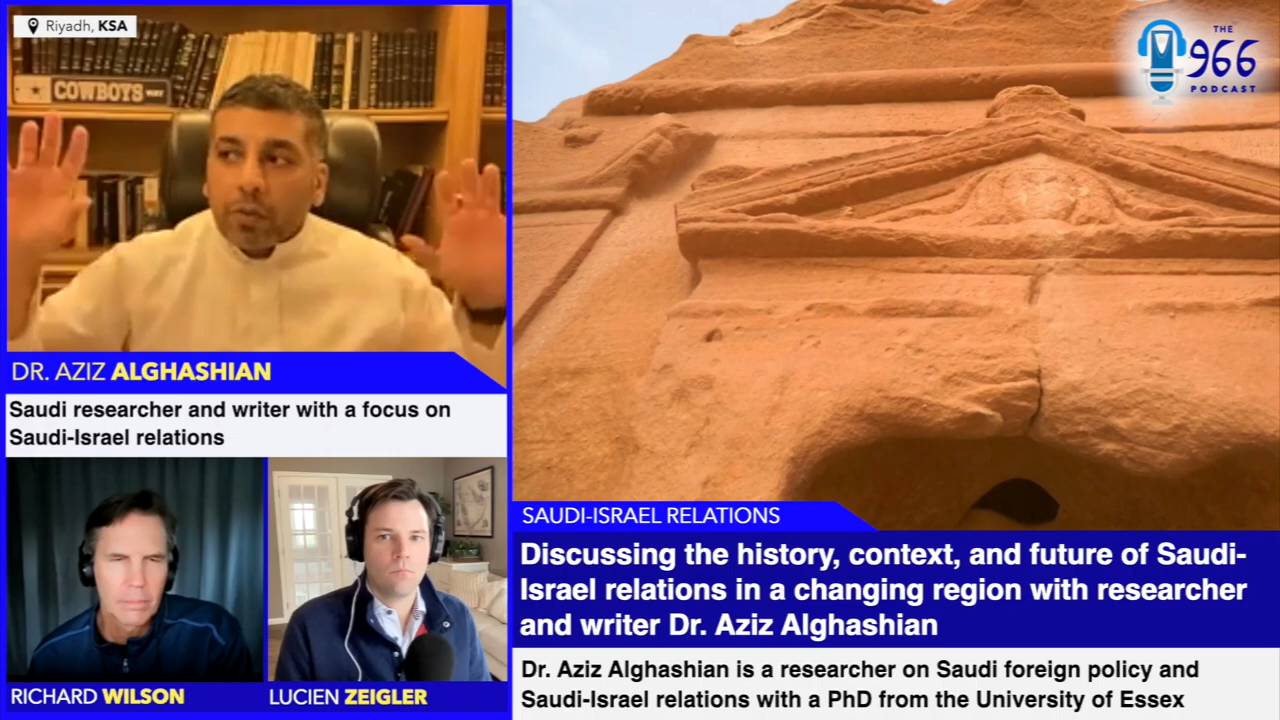 Riyadh, KSA
COWBOYS WAY
DR. AZIZ ALGHASHIAN
Saudi researcher and writer with a focus on
Saudi-Israel relations
RICHARD WILSON
LUCIEN ZEIGLER
THE
966
PODCAST
SAUDI-ISRAEL RELATIONS
Discussing the history, context, and future of Saudi-
Israel relations in a changing region with researcher
and writer Dr. Aziz Alghashian
Dr. Aziz Alghashian is a researcher on Saudi foreign policy and
Saudi-Israel relations with a PhD from the University of Essex